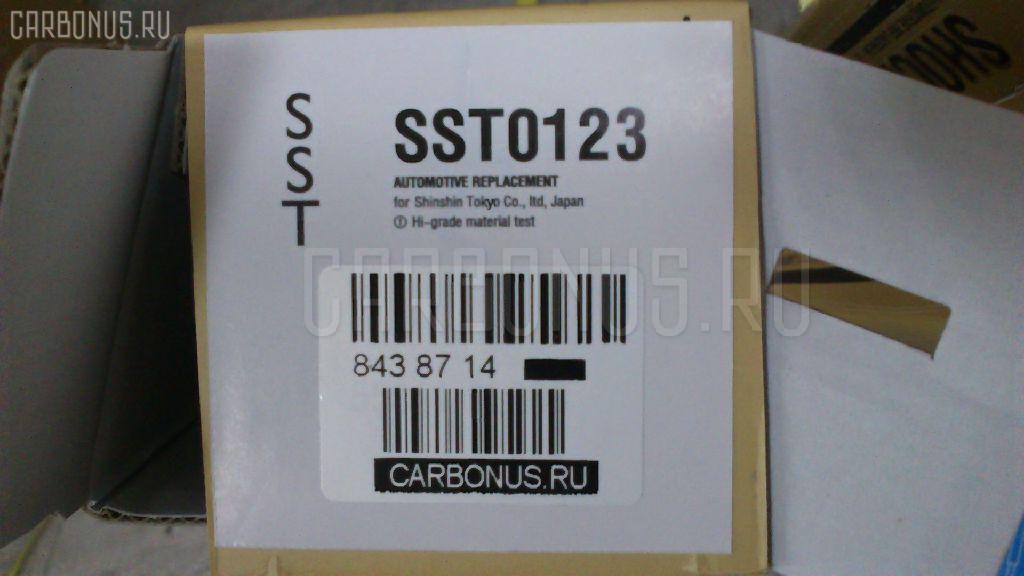 CARBONUS.RU
SST
SST0123
AUTOMOTIVE REPLACEMENT
for Shinshin Tokyo Co., ltd, Japan
① Hi-grade material test
CARBONUS.RU
843 87 14
CARBONUS.RU